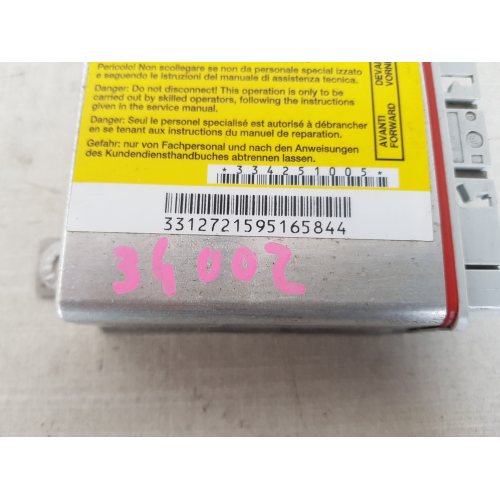 Pericolo! Non scollegare se non da personale specializzato
e seguendo le istruzioni del manuale di assistenza tecnica.
Danger: Do not disconnect! This operation is only to be
carried out by skilled operators, following the instructions
given in the service manual.
Danger: Seul le personel specialisé est autorisé à débrancher
en se tenant aux instructions du manuel de reparation.
Gefahr: nur von Fachpersonal und nach den Anweisungen
des Kundendiensthandbuches abtrennen lassen.
*334251005*
3312721595165844
34002
AVANTI
FORWARD
DEVA
VORN